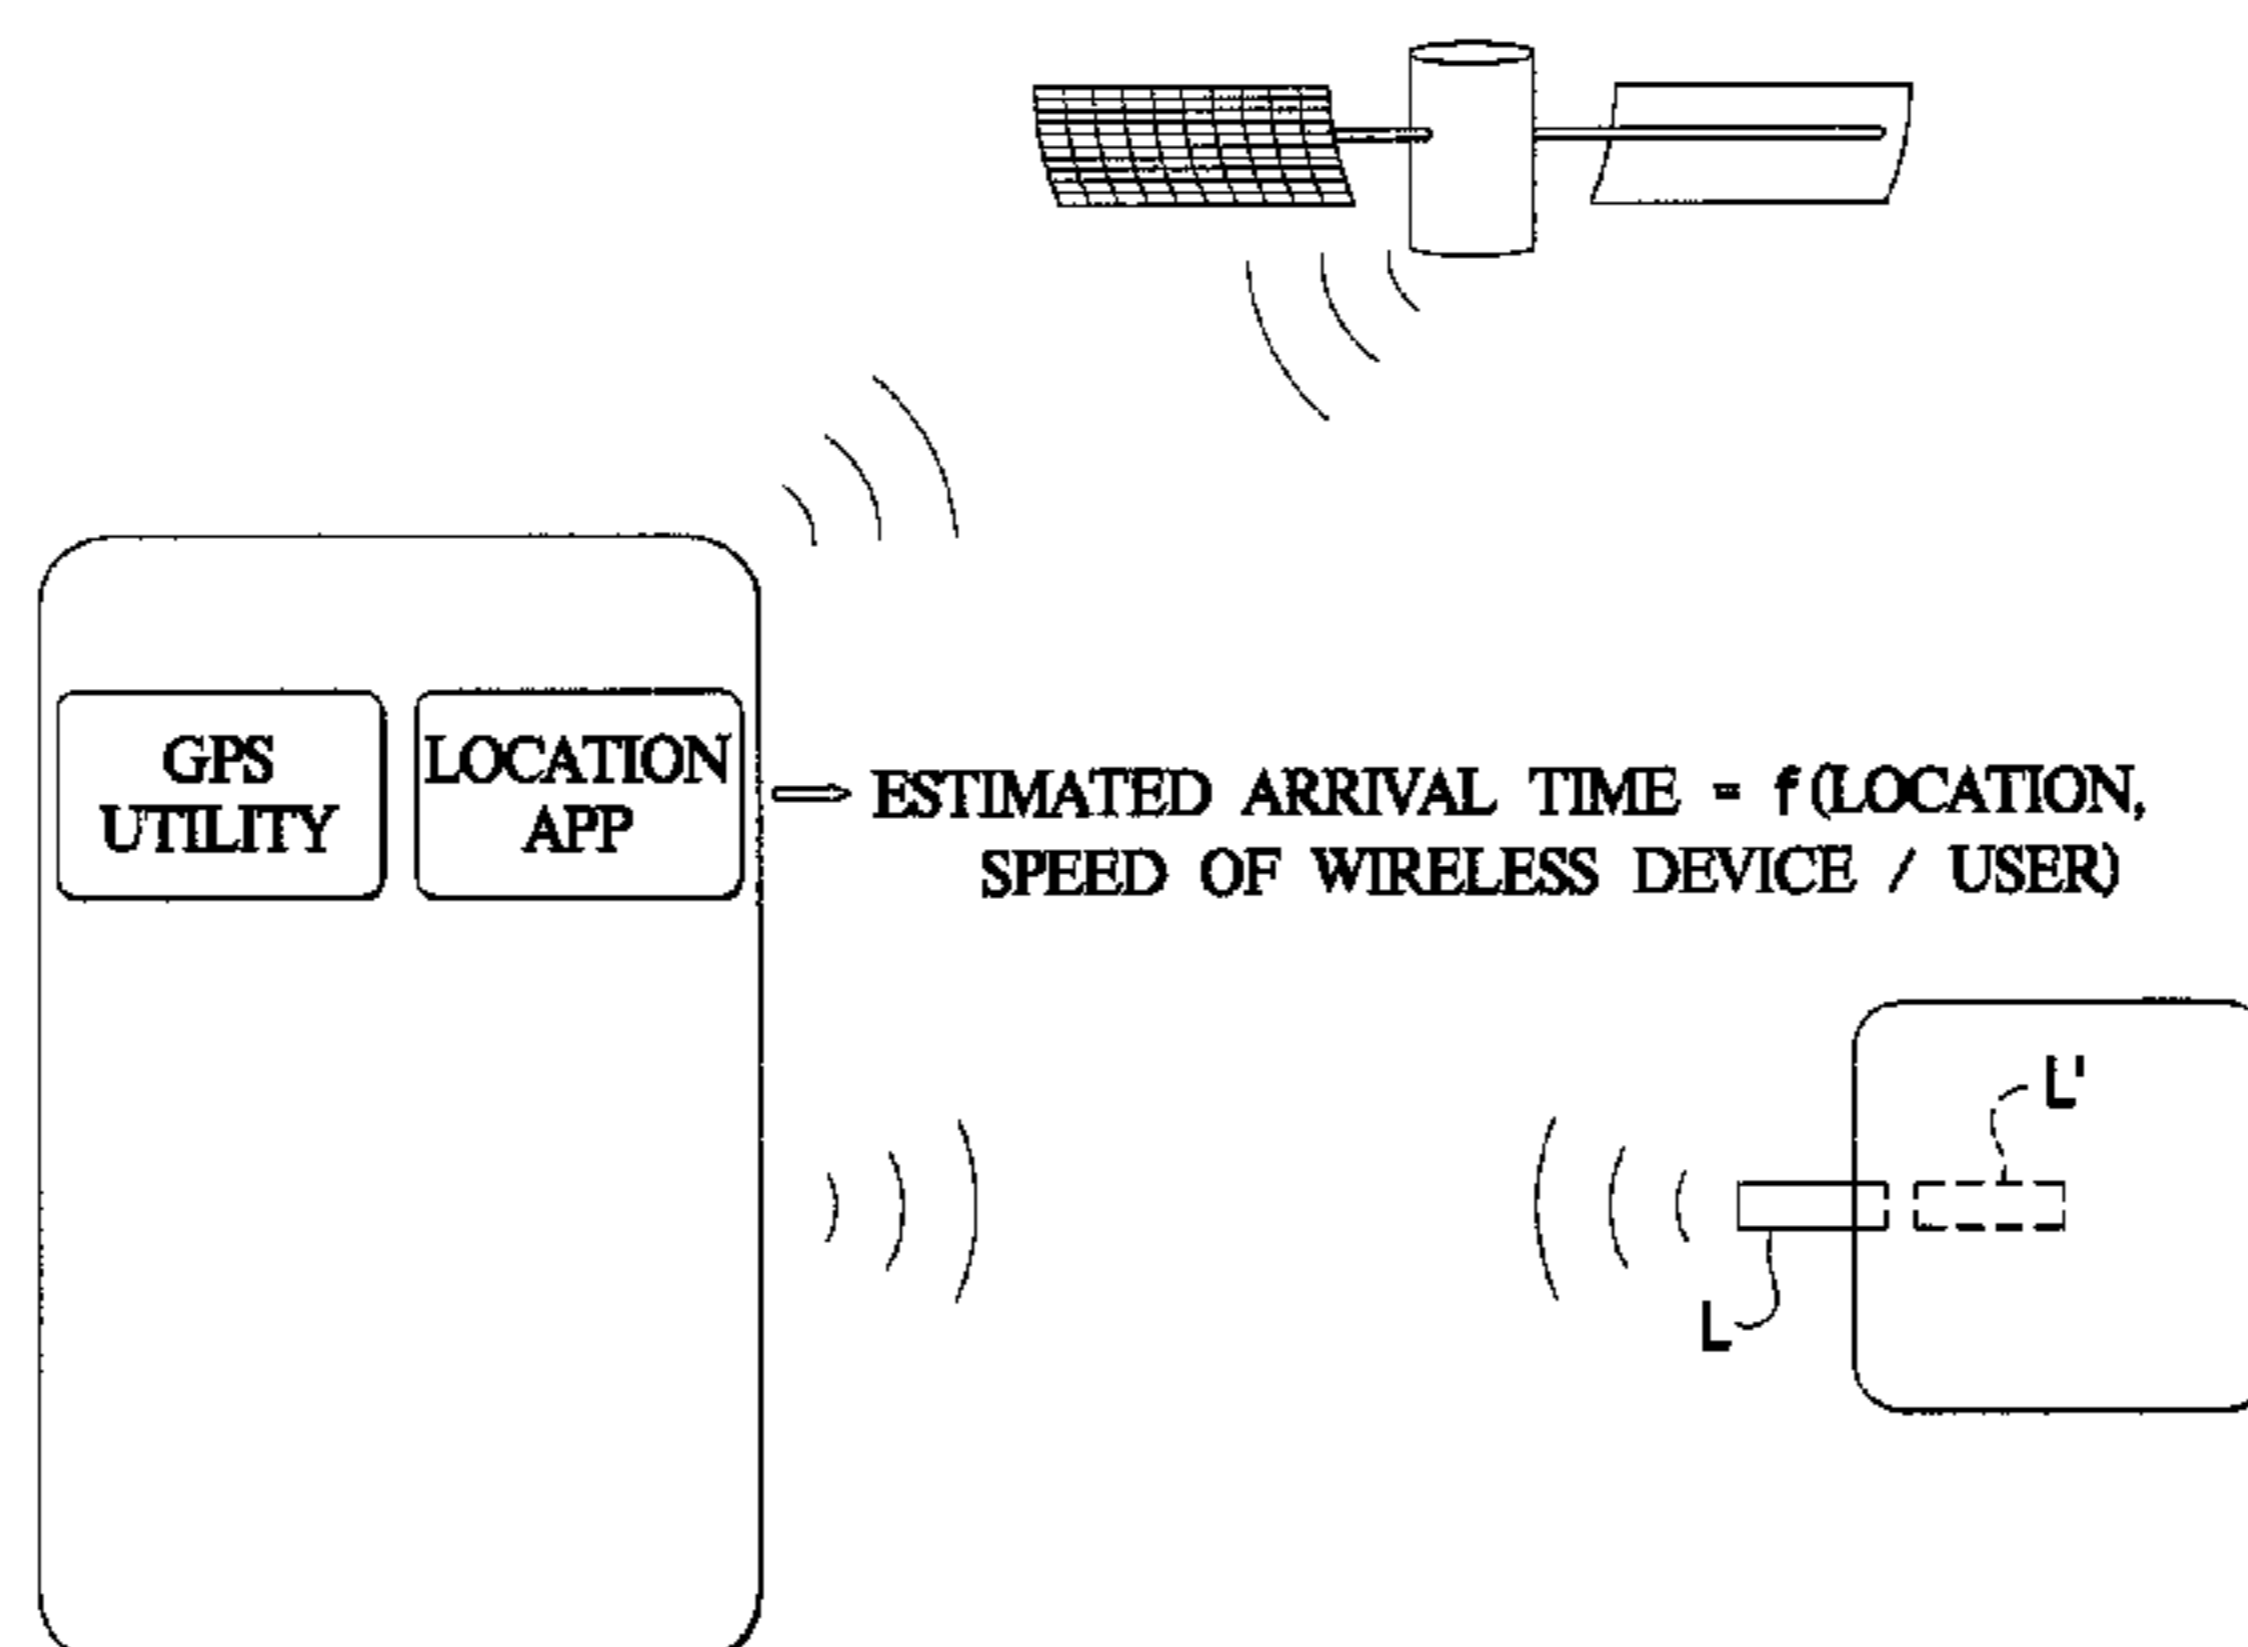 GPS
UTILITY
LOCATION
APP
ESTIMATED ARRIVAL TIME = f(LOCATION,
SPEED OF WIRELESS DEVICE / USER)
L'
L